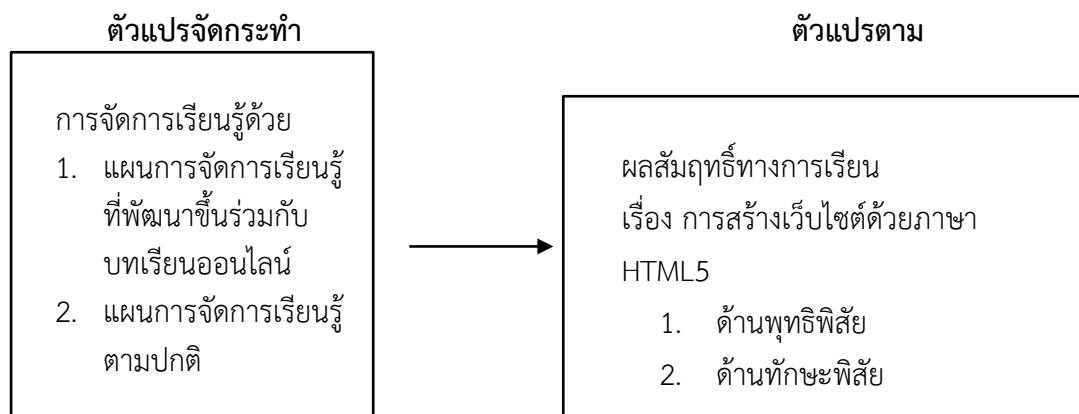 ตัวแปรจัดกระทำ
การจัดการเรียนรู้ด้วย
1. แผนการจัดการเรียนรู้
ที่พัฒนาขึ้นร่วมกับ
บทเรียนออนไลน์
2. แผนการจัดการเรียนรู้
ตามปกติ
ตัวแปรตาม
ผลสัมฤทธิ์ทางการเรียน
เรื่อง การสร้างเว็บไซต์ด้วยภาษา
HTML5
1. ด้านพุทธิพิสัย
2. ด้านทักษะพิสัย